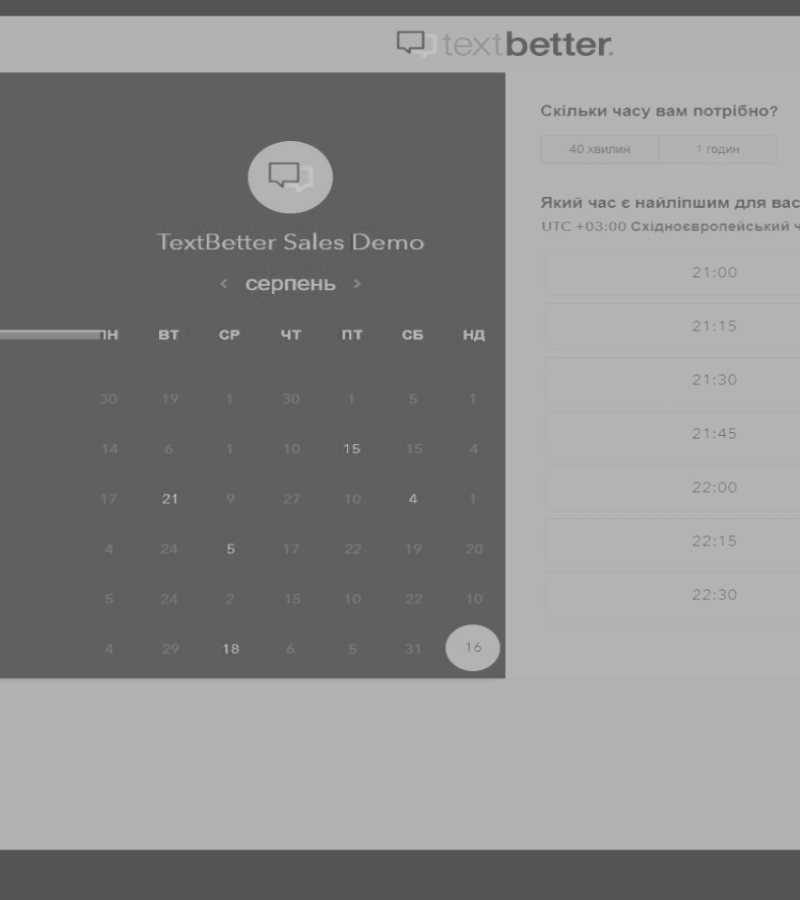 textbetter.
TextBetter Sales Demo
‹ серпень ›
ПН ВТ СР ЧТ ПТ СБ НД
30 19 1 30 1 5 1
14 6 1 10 15 15 4
17 21 9 27 10 4 1
4 24 5 17 22 19 20
5 24 2 15 10 22 10
4 29 18 6 5 31 16
Скільки часу вам потрібно?
40 хвилин 1 годин
Який час є найліпшим для вас
UTC +03:00 Східноєвропейський ч
21:00
21:15
21:30
21:45
22:00
22:15
22:30